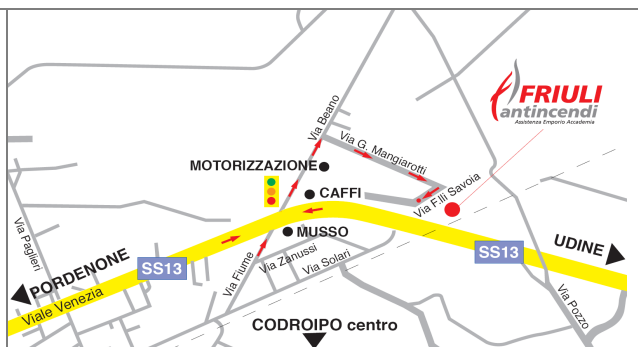 FRIULI
antincendi
Assistenza Emporio Accademia
Via Beano
Via G. Mangiarotti
MOTORIZZAZIONE
CAFFI
Via F.lli Savoia
MUSSO
Via Paglieri
PORDENONE
SS13
Viale Venezia
Via Fiume
Via Zanussi
Via Solari
SS13
UDINE
Via Pozzo
CODROIPO centro